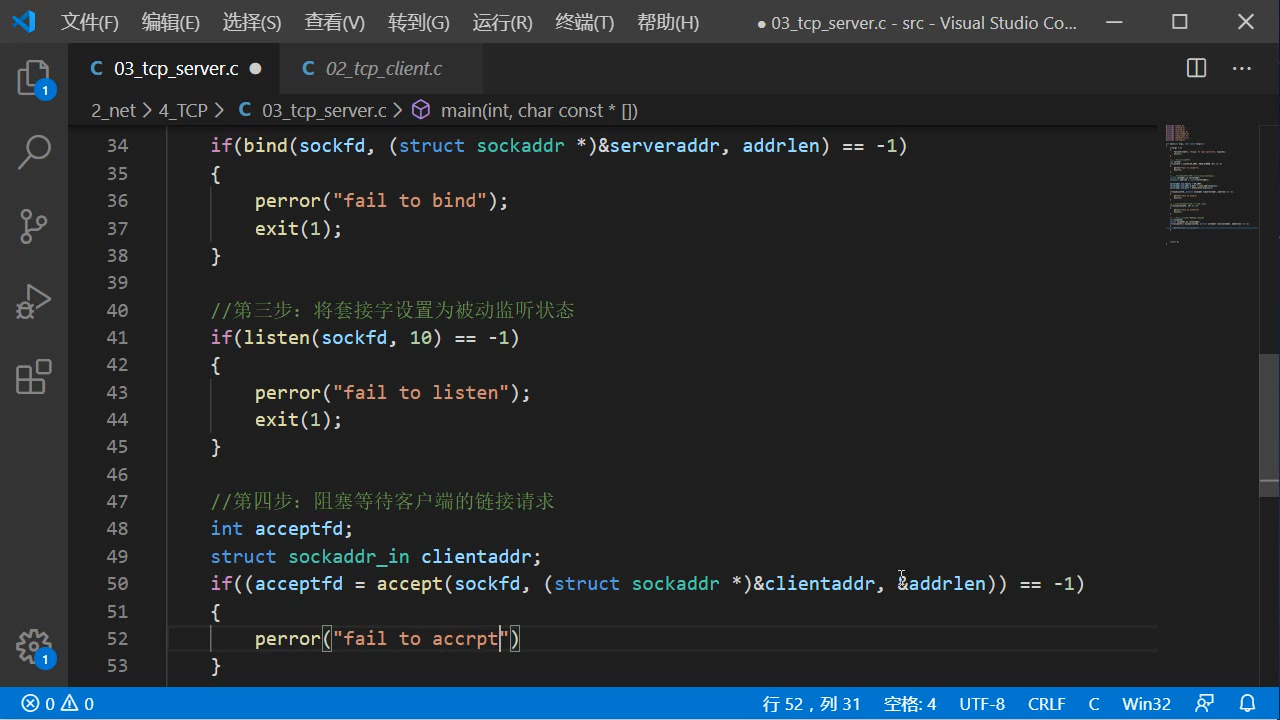 文件(F) 编辑(E) 选择(S) 查看(V) 转到(G) 运行(R) 终端(T) 帮助(H) ● 03_tcp_server.c - src - Visual Studio Co...
C 03_tcp_server.c ● C 02_tcp_client.c ···
1
2_net > 4_TCP > C 03_tcp_server.c > main(int, char const * [])
34 if(bind(sockfd, (struct sockaddr *)&serveraddr, addrlen) == -1)
35 {
36 perror("fail to bind");
37 exit(1);
38 }
39
40 //第三步：将套接字设置为被动监听状态
41 if(listen(sockfd, 10) == -1)
42 {
43 perror("fail to listen");
44 exit(1);
45 }
46
47 //第四步：阻塞等待客户端的链接请求
48 int acceptfd;
49 struct sockaddr_in clientaddr;
50 if((acceptfd = accept(sockfd, (struct sockaddr *)&clientaddr, &addrlen)) == -1)
51 {
52 perror("fail to accrpt")
53 }
1
0 0 行 52，列 31 空格: 4 UTF-8 CRLF C Win32